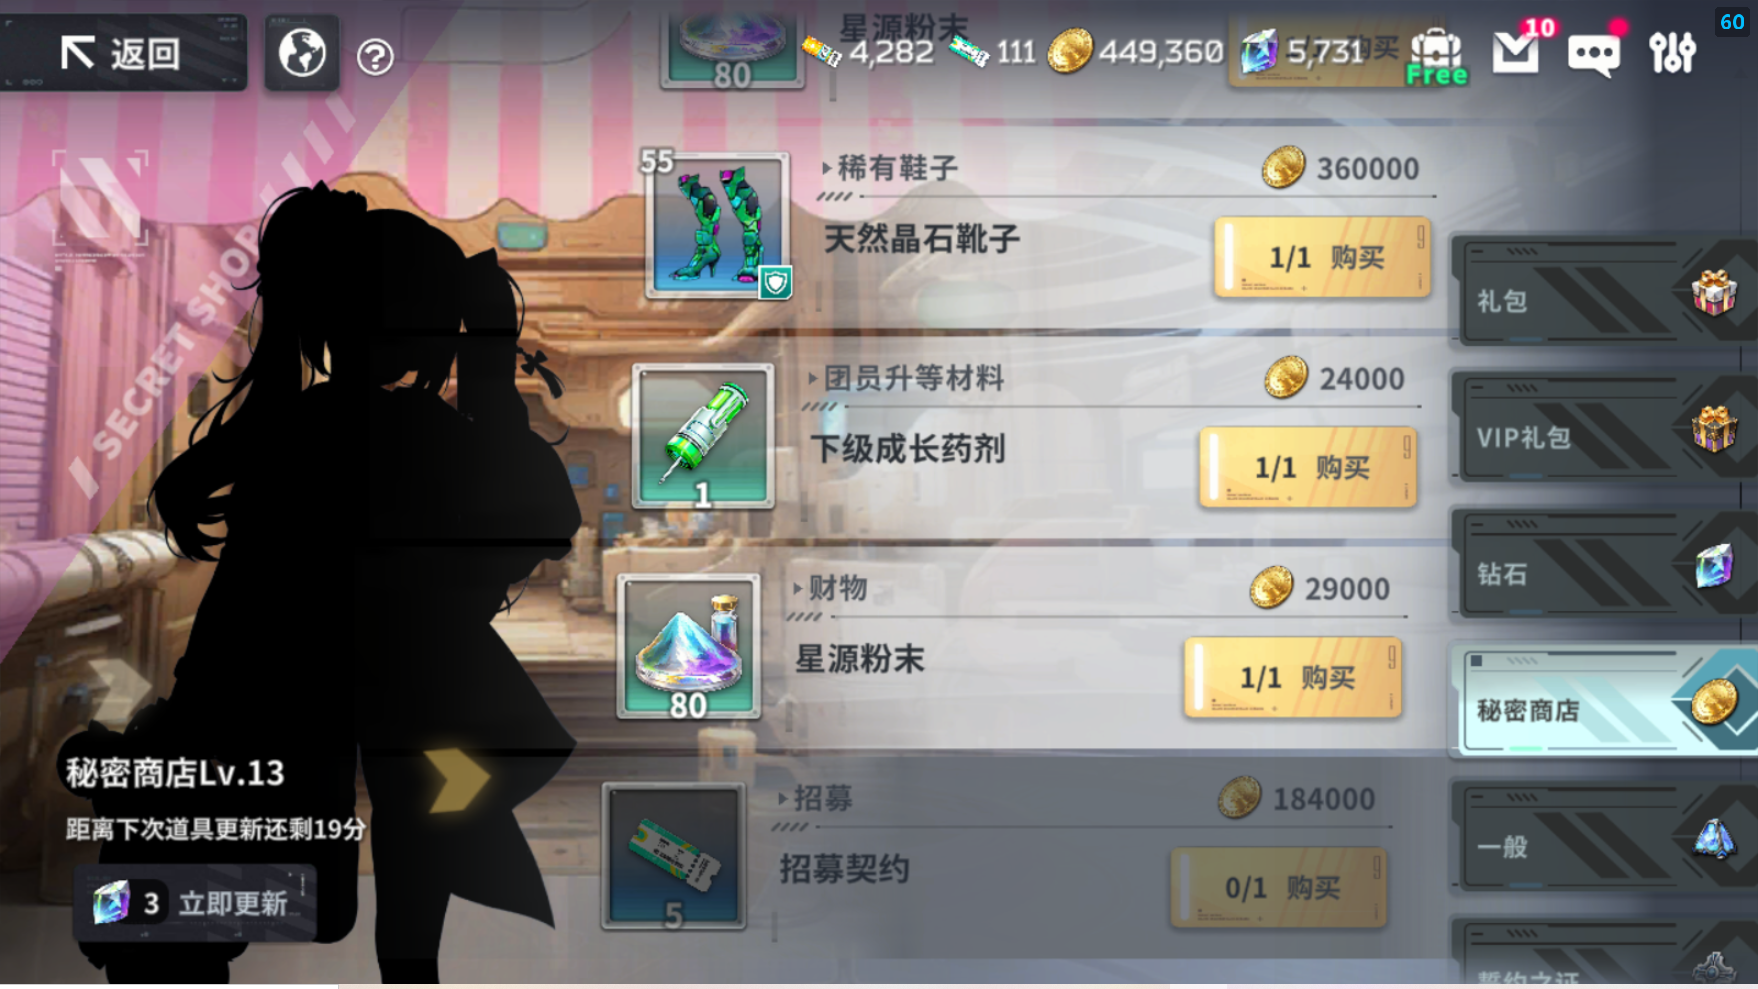 返回
星源粉末
80
4,282
111
449,360
5,731
购买
Free
10
60
SECRET SHOP
55
稀有鞋子
360000
天然晶石靴子
1/1 购买
团员升等材料
24000
下级成长药剂
1
1/1 购买
财物
29000
星源粉末
80
1/1 购买
招募
184000
招募契约
5
0/1 购买
秘密商店Lv.13
距离下次道具更新还剩19分
3 立即更新
礼包
VIP礼包
钻石
秘密商店
一般
誓约之证